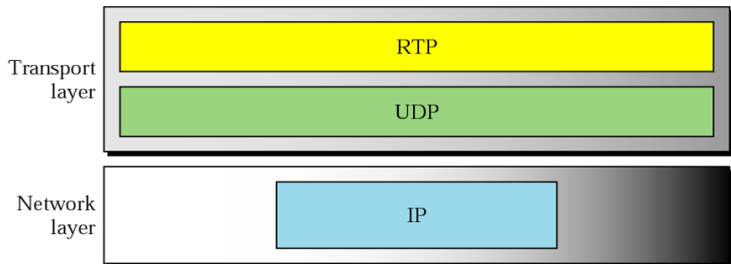 RTP
Transport
layer
UDP
Network
layer
IP